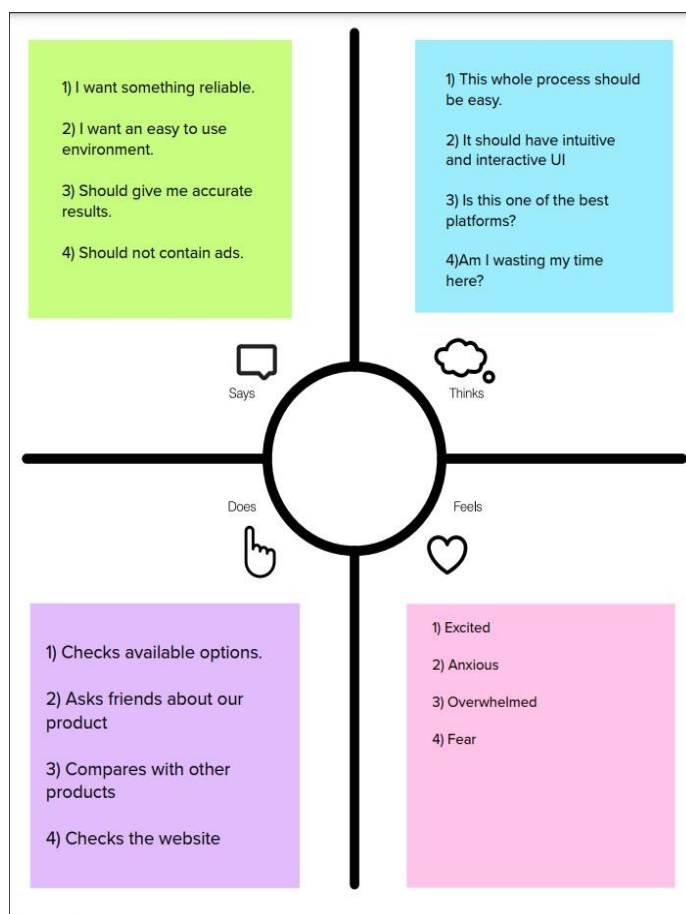 1) I want something reliable.
2) I want an easy to use
environment.
3) Should give me accurate
results.
4) Should not contain ads.
1) This whole process should
be easy.
2) It should have intuitive
and interactive UI
3) Is this one of the best
platforms?
4)Am I wasting my time
here?
Says
Thinks
Does
Feels
1) Checks available options.
2) Asks friends about our
product
3) Compares with other
products
4) Checks the website
1) Excited
2) Anxious
3) Overwhelmed
4) Fear